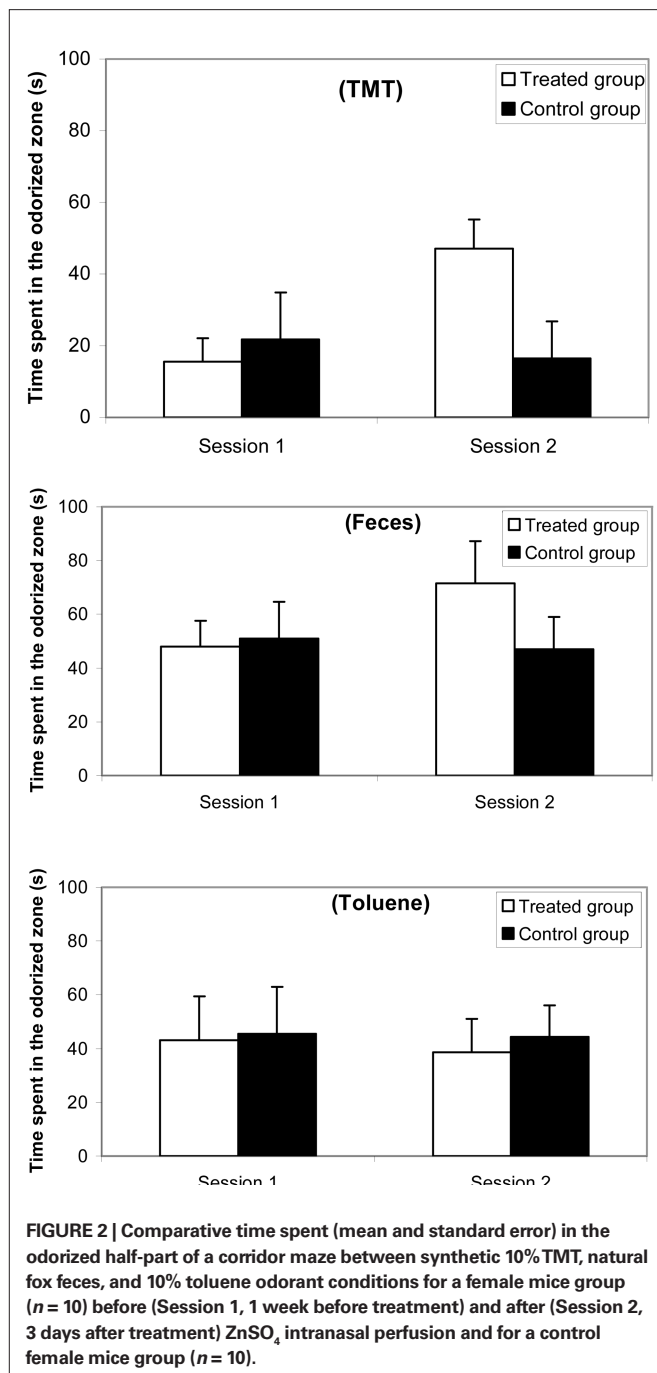 100
80
60
40
20
0
Time spent in the odorized zone (s)
(TMT)
Treated group
Control group
Session 1
Session 2
100
80
60
40
20
0
Time spent in the odorized zone (s)
(Feces)
Treated group
Control group
Session 1
Session 2
100
80
60
40
20
0
Time spent in the odorized zone (s)
(Toluene)
Treated group
Control group
Session 1
Session 2
FIGURE 2 | Comparative time spent (mean and standard error) in the
odorized half-part of a corridor maze between synthetic 10% TMT, natural
fox feces, and 10% toluene odorant conditions for a female mice group
(n = 10) before (Session 1, 1 week before treatment) and after (Session 2,
3 days after treatment) ZnSO₄ intranasal perfusion and for a control
female mice group (n = 10).